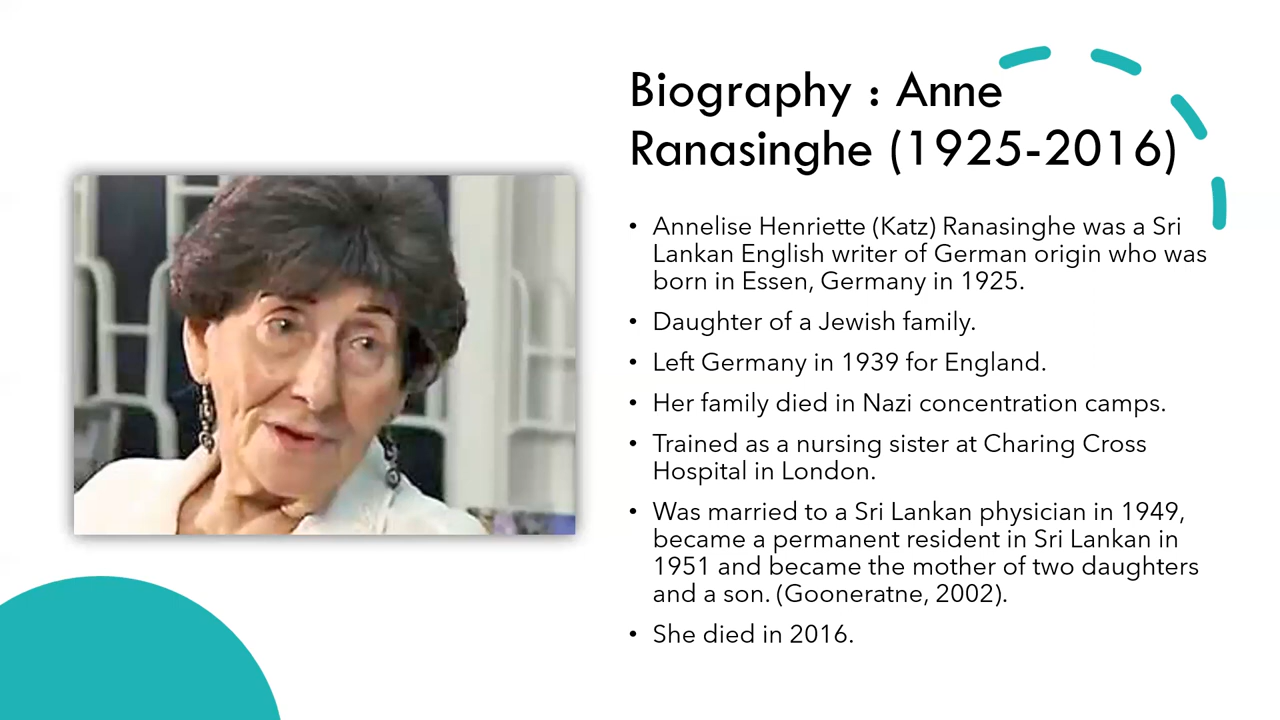 Biography : Anne
Ranasinghe (1925-2016)
• Annelise Henriette (Katz) Ranasinghe was a Sri
Lankan English writer of German origin who was
born in Essen, Germany in 1925.
• Daughter of a Jewish family.
• Left Germany in 1939 for England.
• Her family died in Nazi concentration camps.
• Trained as a nursing sister at Charing Cross
Hospital in London.
• Was married to a Sri Lankan physician in 1949,
became a permanent resident in Sri Lankan in
1951 and became the mother of two daughters
and a son. (Gooneratne, 2002).
• She died in 2016.